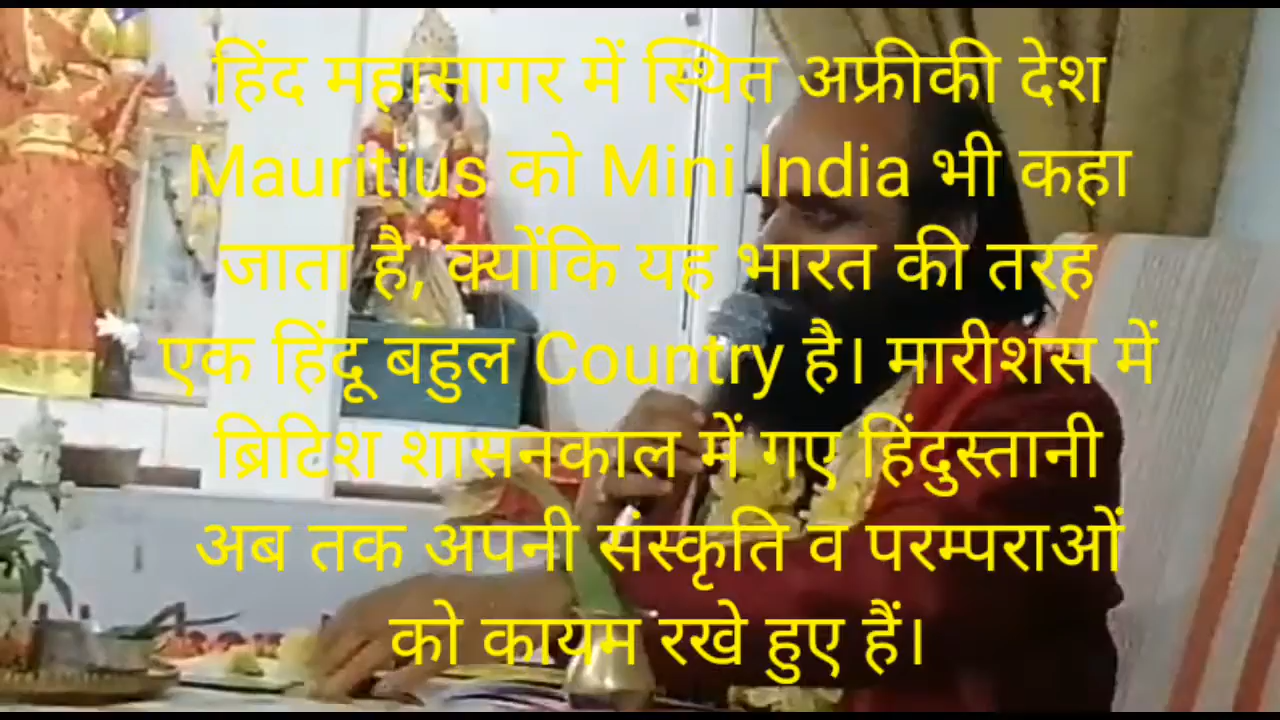 हिंद महासागर में स्थित अफ्रीकी देश
Mauritius को Mini India भी कहा
जाता है, क्योंकि यह भारत की तरह
एक हिंदू बहुल Country है। मारीशस में
ब्रिटिश शासनकाल में गए हिंदुस्तानी
अब तक अपनी संस्कृति व परम्पराओं
को कायम रखे हुए हैं।